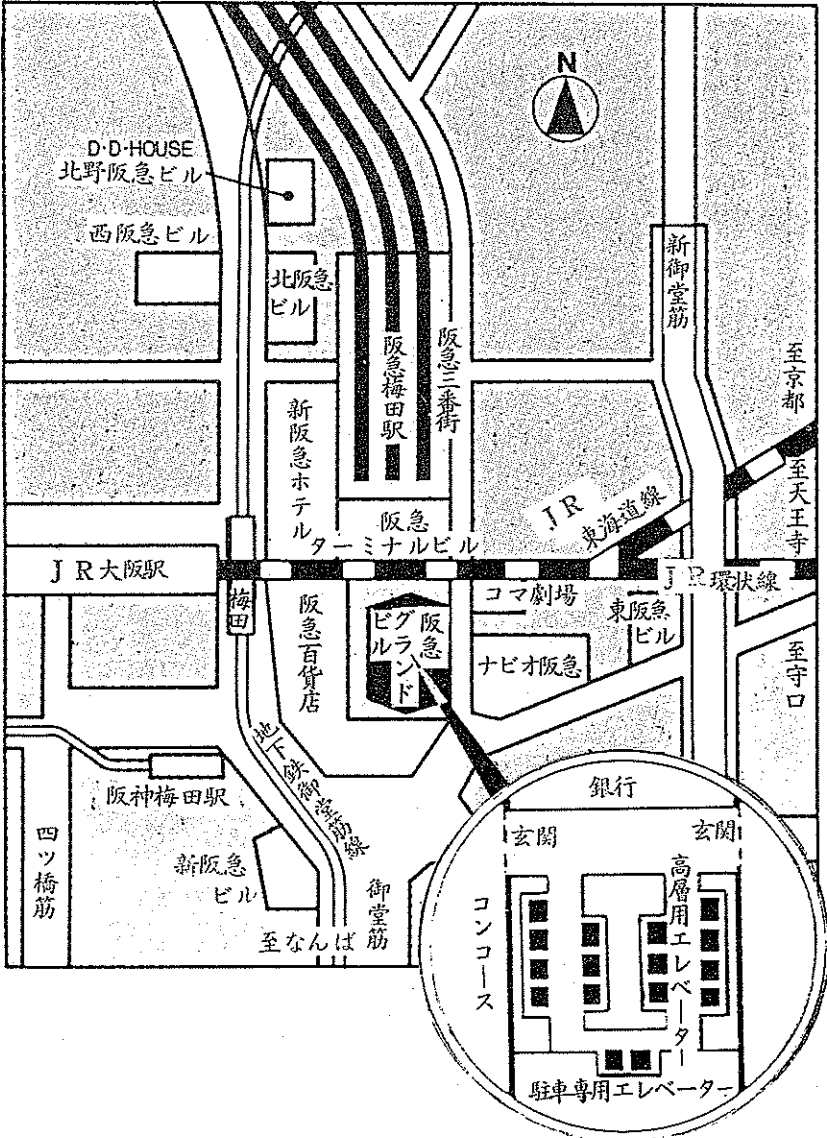 N
D・D・HOUSE
北野阪急ビル
西阪急ビル
北阪急
ビル
新御堂筋
阪急三番街
阪急梅田駅
至京都
新阪急ホテル
至天王寺
JR
東海道線
阪急
ターミナルビル
JR大阪駅
JR環状線
梅田
コマ劇場
東阪急
ビル
阪急百貨店
阪急
グランド
ビル
ナビオ阪急
至守口
地下鉄御堂筋線
阪神梅田駅
四ツ橋筋
新阪急
ビル
御堂筋
至なんば
銀行
玄関
玄関
コンコース
高層用エレベーター
駐車専用エレベーター